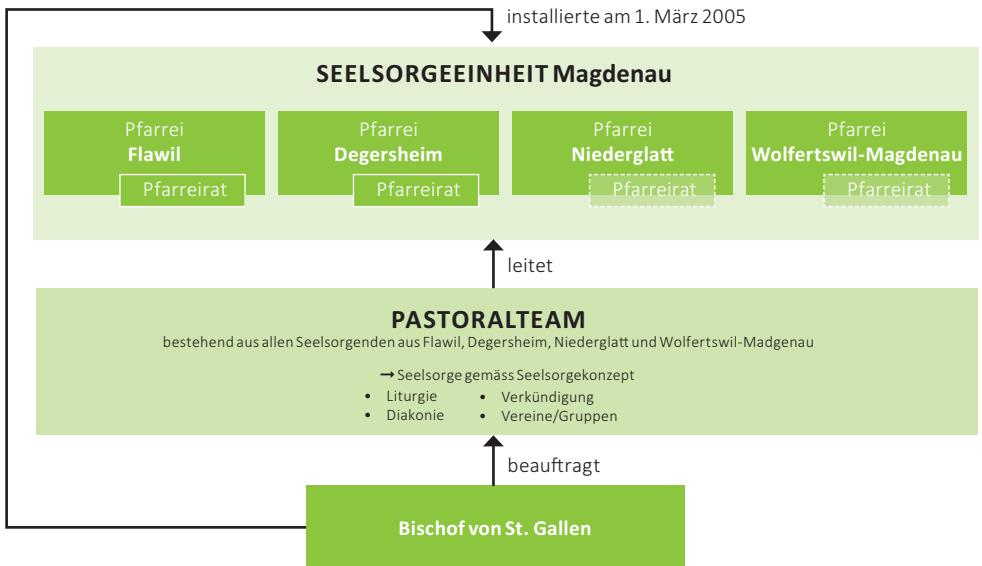 installierte am 1. März 2005
SEELSORGEEINHEIT Magdenau
Pfarrei
Flawil
Pfarreirat
Pfarrei
Degersheim
Pfarreirat
Pfarrei
Niederglatt
Pfarreirat
Pfarrei
Wolfertswil-Magdenau
Pfarreirat
leitet
PASTORALTEAM
bestehend aus allen Seelsorgenden aus Flawil, Degersheim, Niederglatt und Wolfertswil-Madgenau
→ Seelsorge gemäss Seelsorgekonzept
• Liturgie • Verkündigung
• Diakonie • Vereine/Gruppen
beauftragt
Bischof von St. Gallen